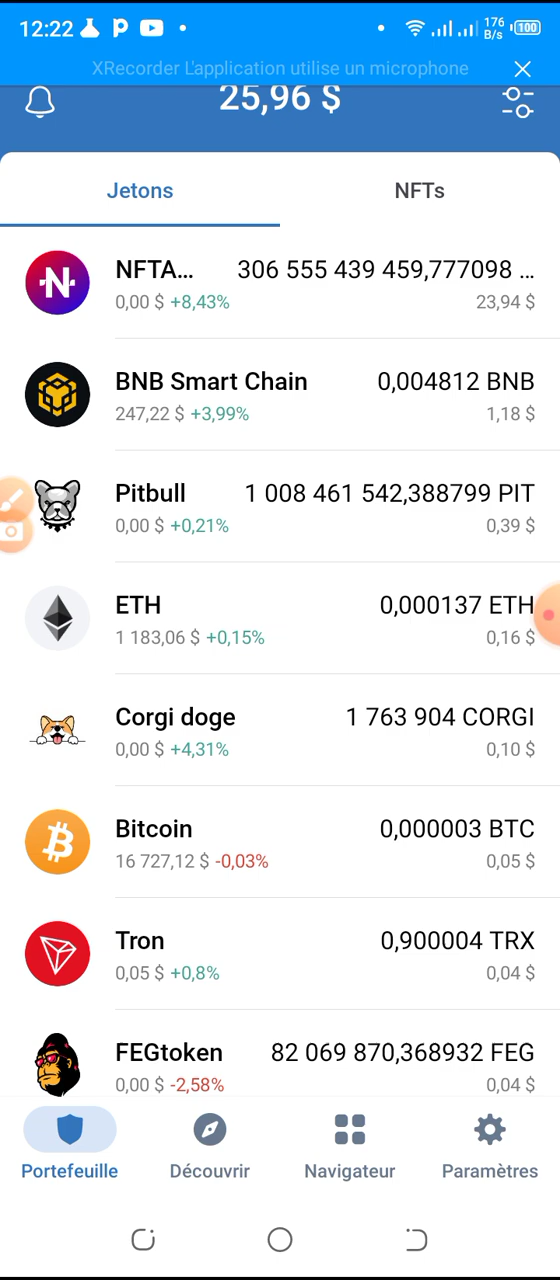 12:22
176 B/s
100
XRecorder L'application utilise un microphone
25,96 $
Jetons NFTs
NFTA... 306 555 439 459,777098 ...
0,00 $ +8,43% 23,94 $
BNB Smart Chain 0,004812 BNB
247,22 $ +3,99% 1,18 $
Pitbull 1 008 461 542,388799 PIT
0,00 $ +0,21% 0,39 $
ETH 0,000137 ETH
1 183,06 $ +0,15% 0,16 $
Corgi doge 1 763 904 CORGI
0,00 $ +4,31% 0,10 $
Bitcoin 0,000003 BTC
16 727,12 $ -0,03% 0,05 $
Tron 0,900004 TRX
0,05 $ +0,8% 0,04 $
FEGtoken 82 069 870,368932 FEG
0,00 $ -2,58% 0,04 $
Portefeuille Découvrir Navigateur Paramètres